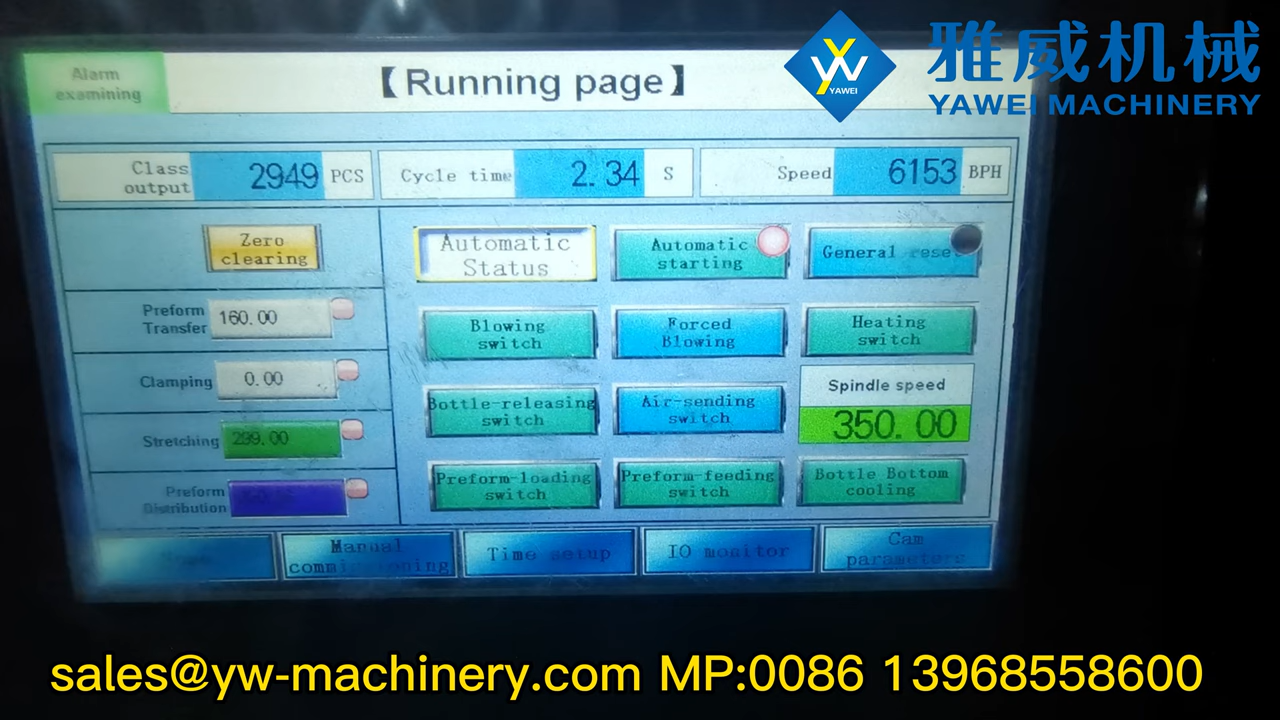 Alarm
examining
【Running page】
YW
YAWEI
雅威机械
YAWEI MACHINERY
Class
output
2949 PCS
Cycle time 2.34 S
Speed 6153 BPH
Zero
clearing
Automatic
Status
Automatic
starting
General reset
Preform
Transfer
160.00
Blowing
switch
Forced
Blowing
Heating
switch
Clamping 0.00
Spindle speed
350.00
Bottle-releasing
switch
Air-sending
switch
Stretching 299.00
Preform-loading
switch
Preform-feeding
switch
Bottle Bottom
cooling
Preform
Distribution
Manual
commissioning
Time setup
IO monitor
Cam
parameters
sales@yw-machinery.com MP:0086 13968558600